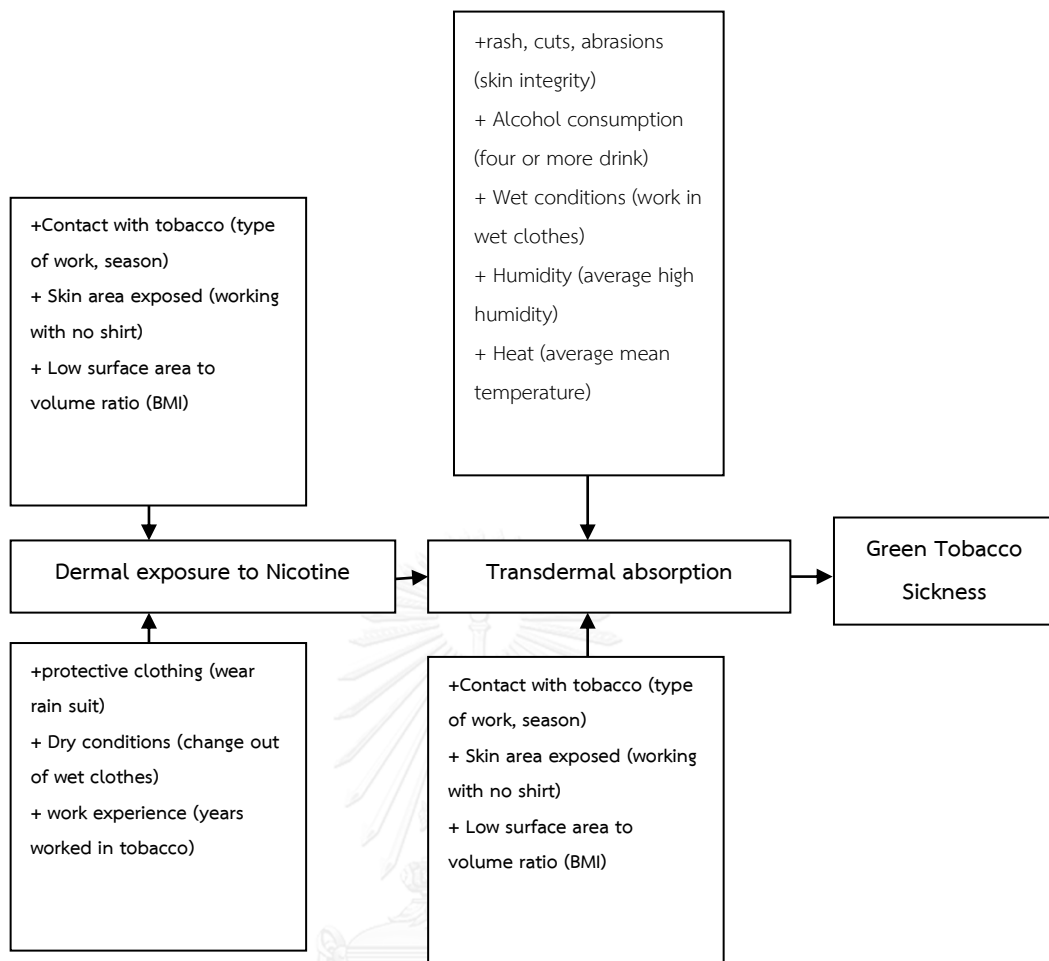 +rash, cuts, abrasions
(skin integrity)
+ Alcohol consumption
(four or more drink)
+ Wet conditions (work in
wet clothes)
+ Humidity (average high
humidity)
+ Heat (average mean
temperature)
+Contact with tobacco (type
of work, season)
+ Skin area exposed (working
with no shirt)
+ Low surface area to
volume ratio (BMI)
Dermal exposure to Nicotine
Transdermal absorption
Green Tobacco
Sickness
+protective clothing (wear
rain suit)
+ Dry conditions (change out
of wet clothes)
+ work experience (years
worked in tobacco)
+Contact with tobacco (type
of work, season)
+ Skin area exposed (working
with no shirt)
+ Low surface area to
volume ratio (BMI)